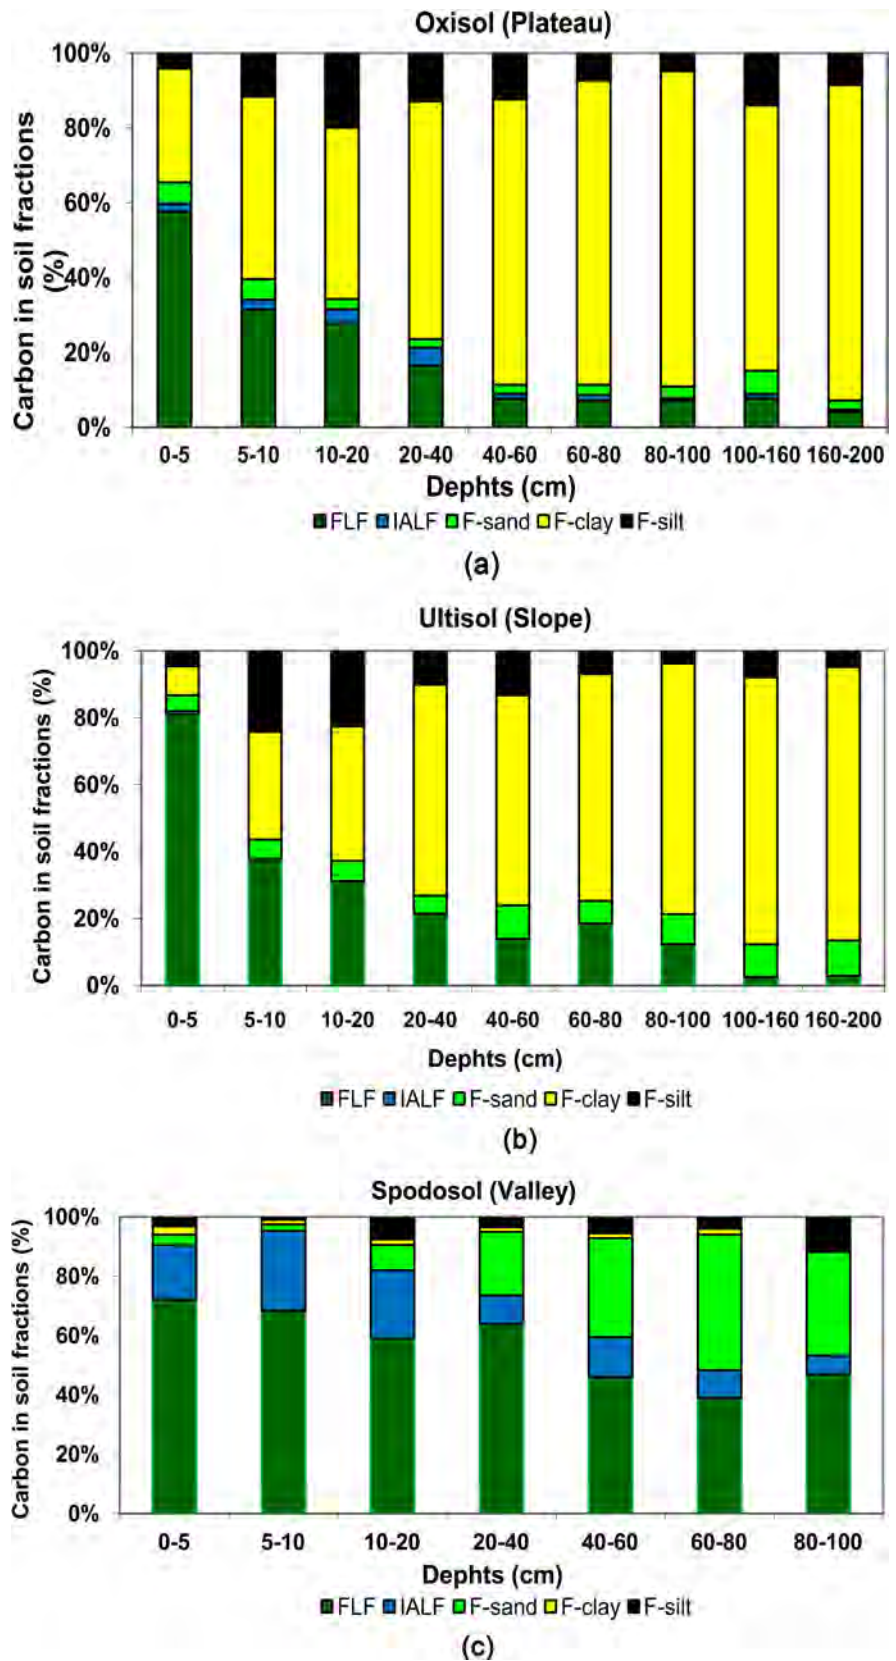 Oxisol (Plateau)
Carbon in soil fractions
(%)
100%
80%
60%
40%
20%
0%
0-5 5-10 10-20 20-40 40-60 60-80 80-100 100-160 160-200
Dephts (cm)
FLF IALF F-sand F-clay F-silt
(a)
Ultisol (Slope)
Carbon in soil fractions (%)
100%
80%
60%
40%
20%
0%
0-5 5-10 10-20 20-40 40-60 60-80 80-100 100-160 160-200
Dephts (cm)
FLF IALF F-sand F-clay F-silt
(b)
Spodosol (Valley)
Carbon in soil fractions (%)
100%
80%
60%
40%
20%
0%
0-5 5-10 10-20 20-40 40-60 60-80 80-100
Dephts (cm)
FLF IALF F-sand F-clay F-silt
(c)